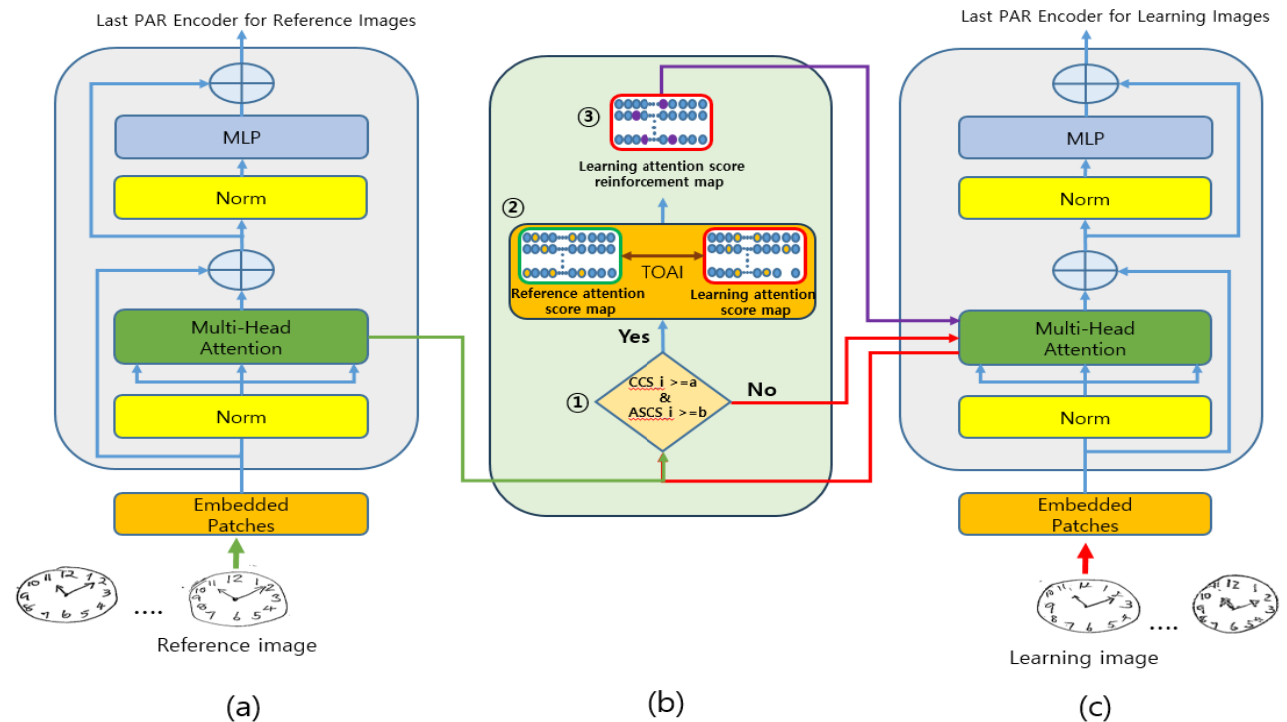 Last PAR Encoder for Reference Images
MLP
Norm
Multi-Head
Attention
Norm
Embedded
Patches
....
Reference image
(a)
③
Learning attention score
reinforcement map
②
TOAI
Reference attention
score map
Learning attention
score map
Yes
①
CCS_i >=a
&
ASCS_i >=b
No
(b)
Last PAR Encoder for Learning Images
MLP
Norm
Multi-Head
Attention
Norm
Embedded
Patches
....
Learning image
(c)